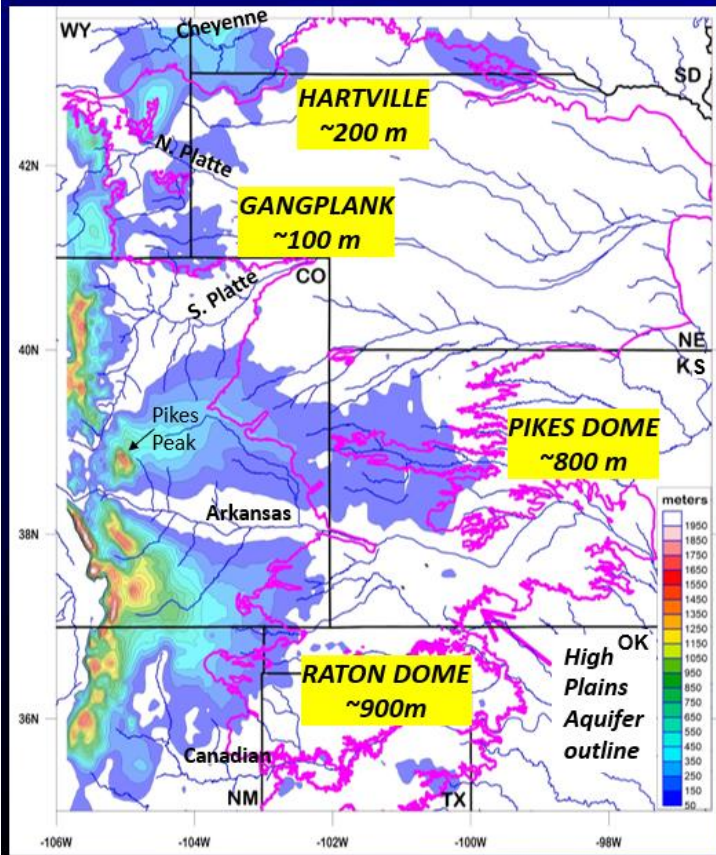 WY
Cheyenne
SD
HARTVILLE
~200 m
42N
N. Platte
GANGPLANK
~100 m
CO
S. Platte
40N
NE
KS
Pikes
Peak
PIKES DOME
~800 m
Arkansas
38N
meters
1950
1850
1750
1650
1550
1450
1350
1250
1150
1050
950
850
750
650
550
450
350
250
150
50
OK
RATON DOME
~900m
High
Plains
Aquifer
outline
36N
Canadian
NM
TX
-106W
-104W
-102W
-100W
-98W